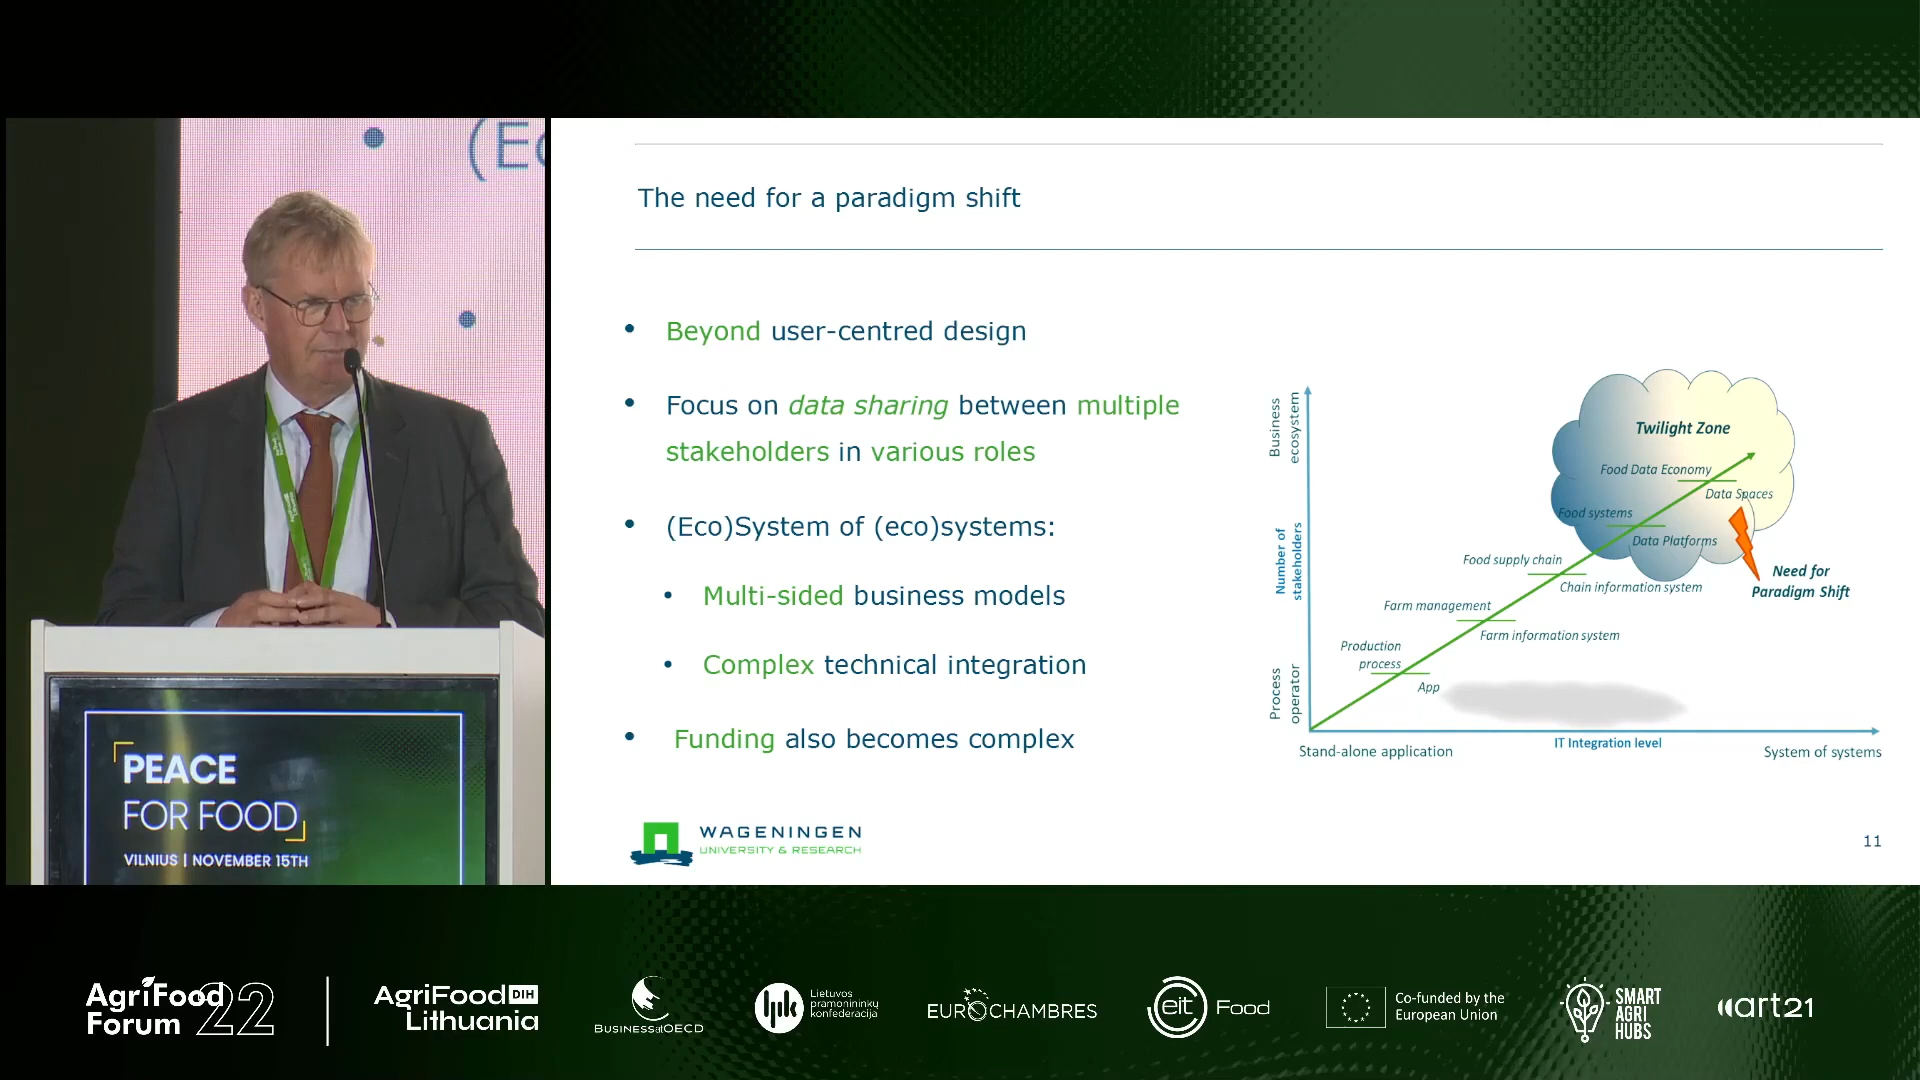 (Ec
The need for a paradigm shift
• Beyond user-centred design
• Focus on data sharing between multiple
stakeholders in various roles
• (Eco)System of (eco)systems:
• Multi-sided business models
• Complex technical integration
• Funding also becomes complex
Business
ecosystem
Number of
stakeholders
Process
operator
Twilight Zone
Food Data Economy
Data Spaces
Food systems
Data Platforms
Food supply chain
Chain information system
Need for
Paradigm Shift
Farm management
Farm information system
Production
process
App
Stand-alone application
IT Integration level
System of systems
WAGENINGEN
UNIVERSITY & RESEARCH
11
PEACE
FOR FOOD
VILNIUS | NOVEMBER 15TH
AgriFood
Forum 22
AgriFood DIH
Lithuania
BUSINESSatOECD
lpk
Lietuvos
pramonininkų
konfederacija
EUROCHAMBRES
eit Food
Co-funded by the
European Union
SMART
AGRI
HUBS
art21